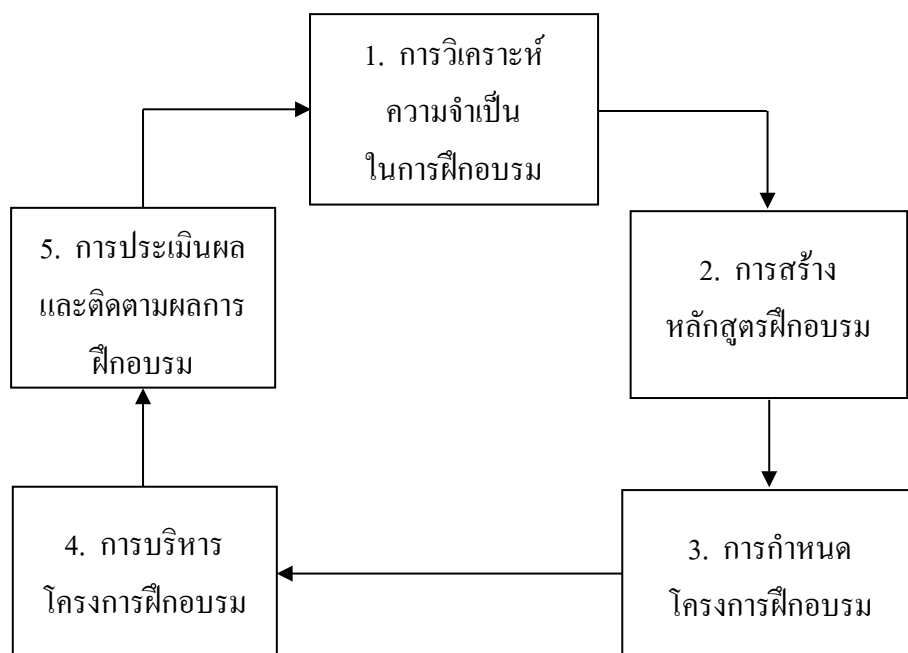 1. การวิเคราะห์
ความจำเป็น
ในการฝึกอบรม
2. การสร้าง
หลักสูตรฝึกอบรม
3. การกำหนด
โครงการฝึกอบรม
4. การบริหาร
โครงการฝึกอบรม
5. การประเมินผล
และติดตามผลการ
ฝึกอบรม